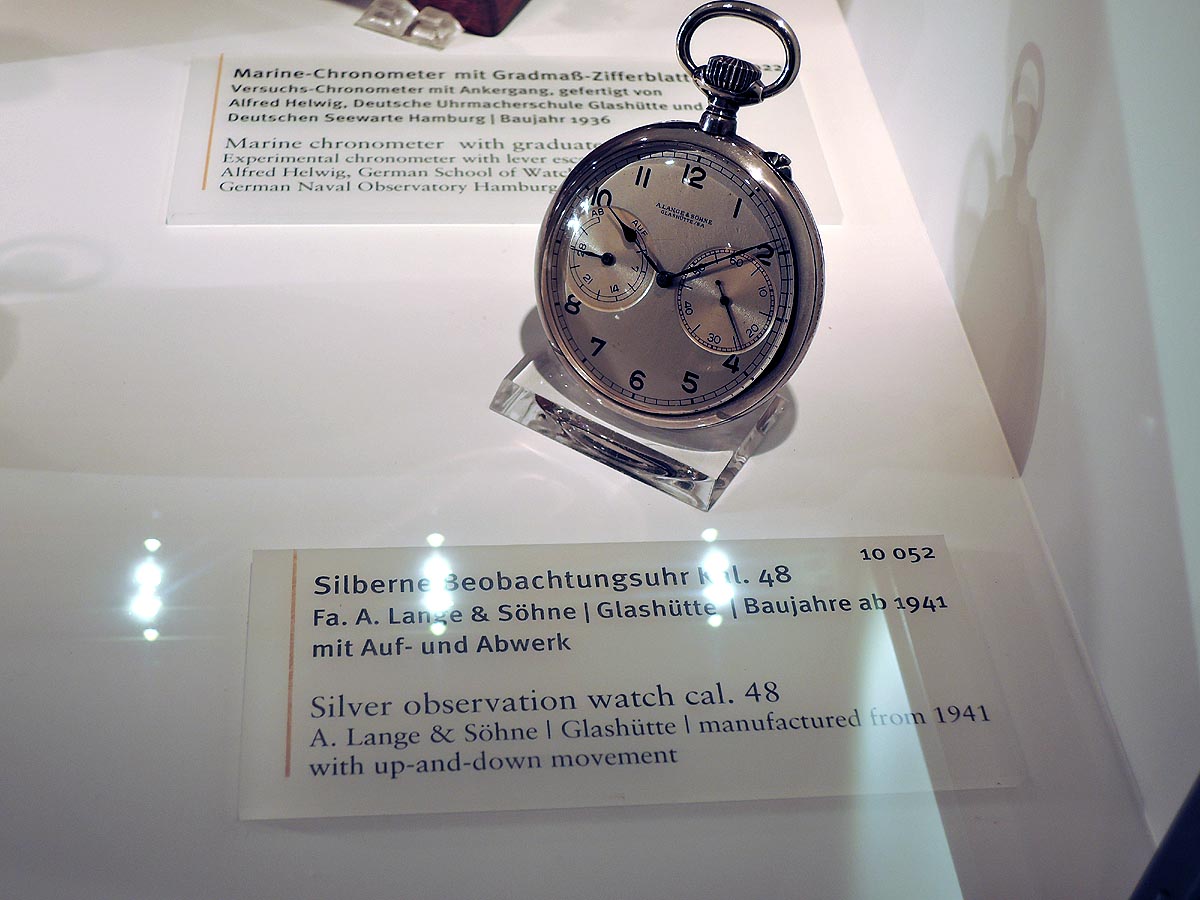 Marine-Chronometer mit Gradmaß-Zifferblatt
Versuchs-Chronometer mit Ankergang, gefertigt von
Alfred Helwig, Deutsche Uhrmacherschule Glashütte und
Deutschen Seewarte Hamburg | Baujahr 1936
Marine chronometer with
Experimental chronometer with lever
Alfred Helwig, German School of
German Naval Observatory Hamburg
12
11
1
10
A. LANGE & SÖHNE
GLASHÜTTE I/SA
2
AB
AUF
28
7
21
14
60
10
20
30
40
8
7
4
6
5
10 052
Silberne Beobachtungsuhr Kal. 48
Fa. A. Lange & Söhne | Glashütte | Baujahre ab 1941
mit Auf- und Abwerk
Silver observation watch cal. 48
A. Lange & Söhne | Glashütte | manufactured from 1941
with up-and-down movement